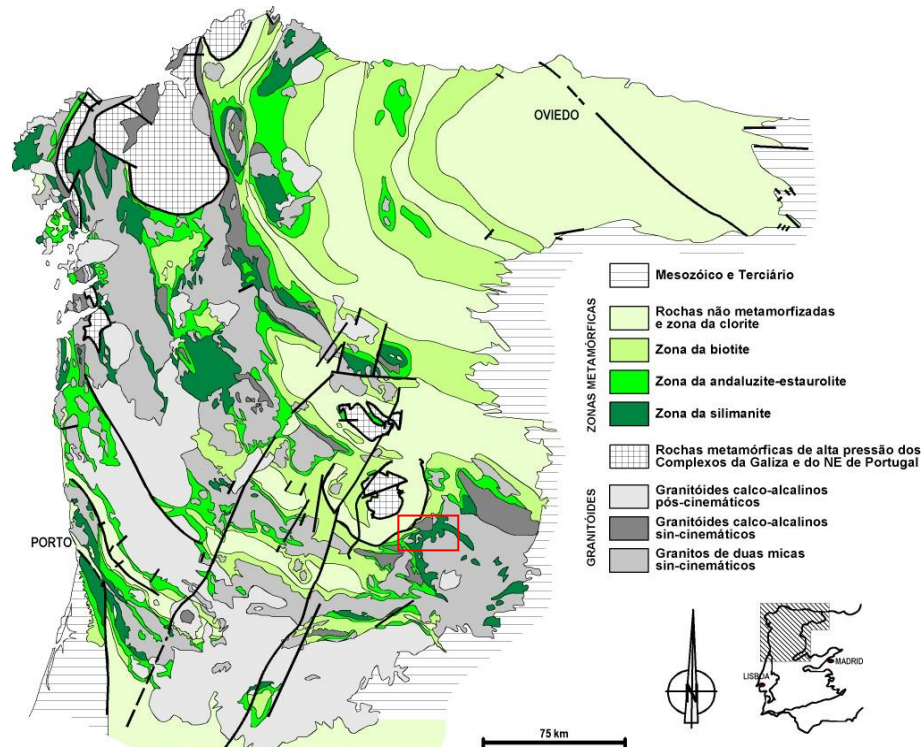 OVIEDO
Mesozóico e Terciário
ZONAS METAMÓRFICAS
Rochas não metamorfizadas
e zona da clorite
Zona da biotite
Zona da andaluzite-estaurolite
Zona da silimanite
Rochas metamórficas de alta pressão dos
Complexos da Galiza e do NE de Portugal
GRANITÓIDES
Granitóides calco-alcalinos
pós-cinemáticos
Granitóides calco-alcalinos
sin-cinemáticos
Granitos de duas micas
sin-cinemáticos
PORTO
N
MADRID
LISBOA
75 km